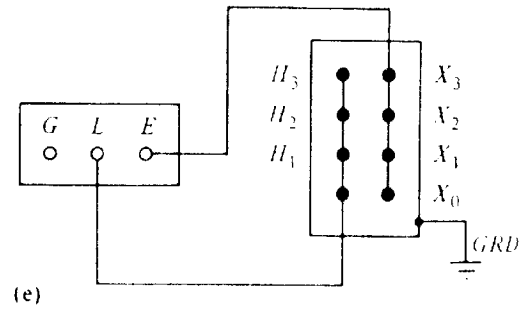 H₃ X₃
H₂ X₂
G L E
H₁ X₁
X₀
GRD
(e)